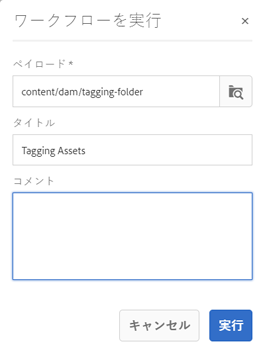 ワークフローを実行
ペイロード *
content/dam/tagging-folder
タイトル
Tagging Assets
コメント
キャンセル 実行